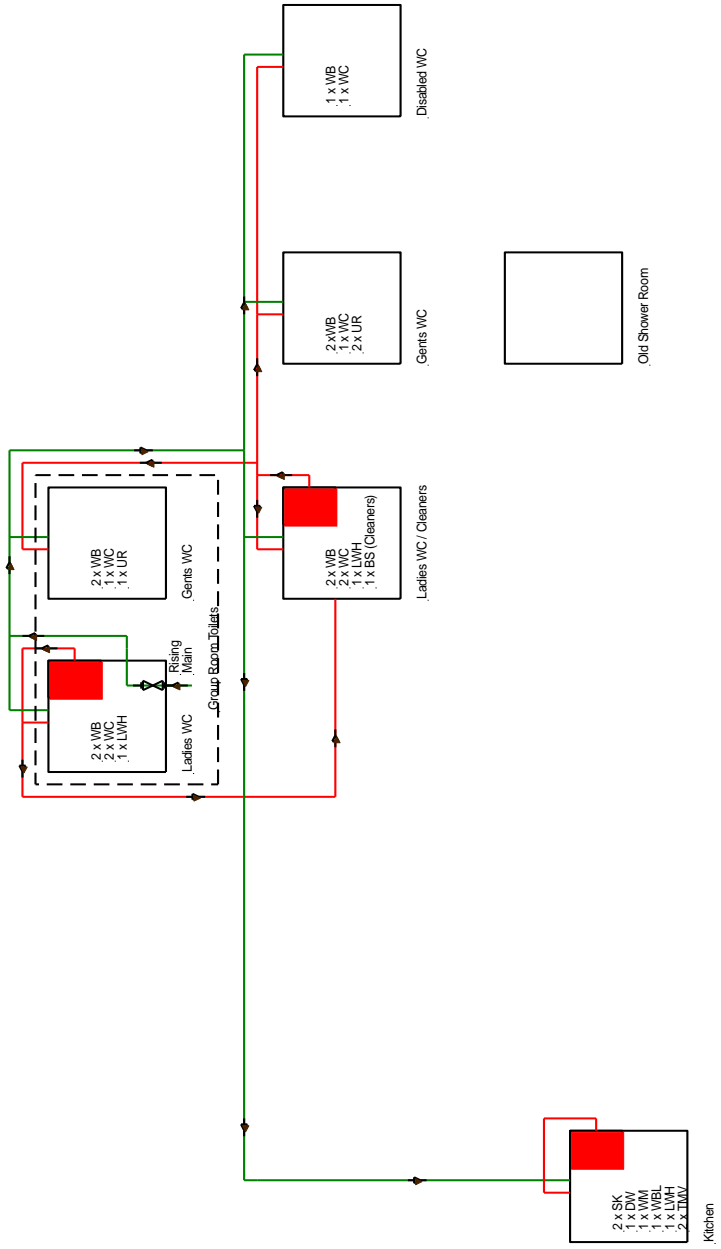 2 x SK
1 x DW
1 x WM
1 x WBL
1 x LWH
2 x TMV
Kitchen
2 x WB
2 x WC
1 x LWH
Ladies WC
Rising
Main
Group Room Toilets
2 x WB
1 x WC
1 x UR
Gents WC
2 x WB
2 x WC
1 x LWH
1 x BS (Cleaners)
Ladies WC / Cleaners
2 xWB
1 x WC
2 x UR
Gents WC
Old Shower Room
1 x WB
1 x WC
Disabled WC